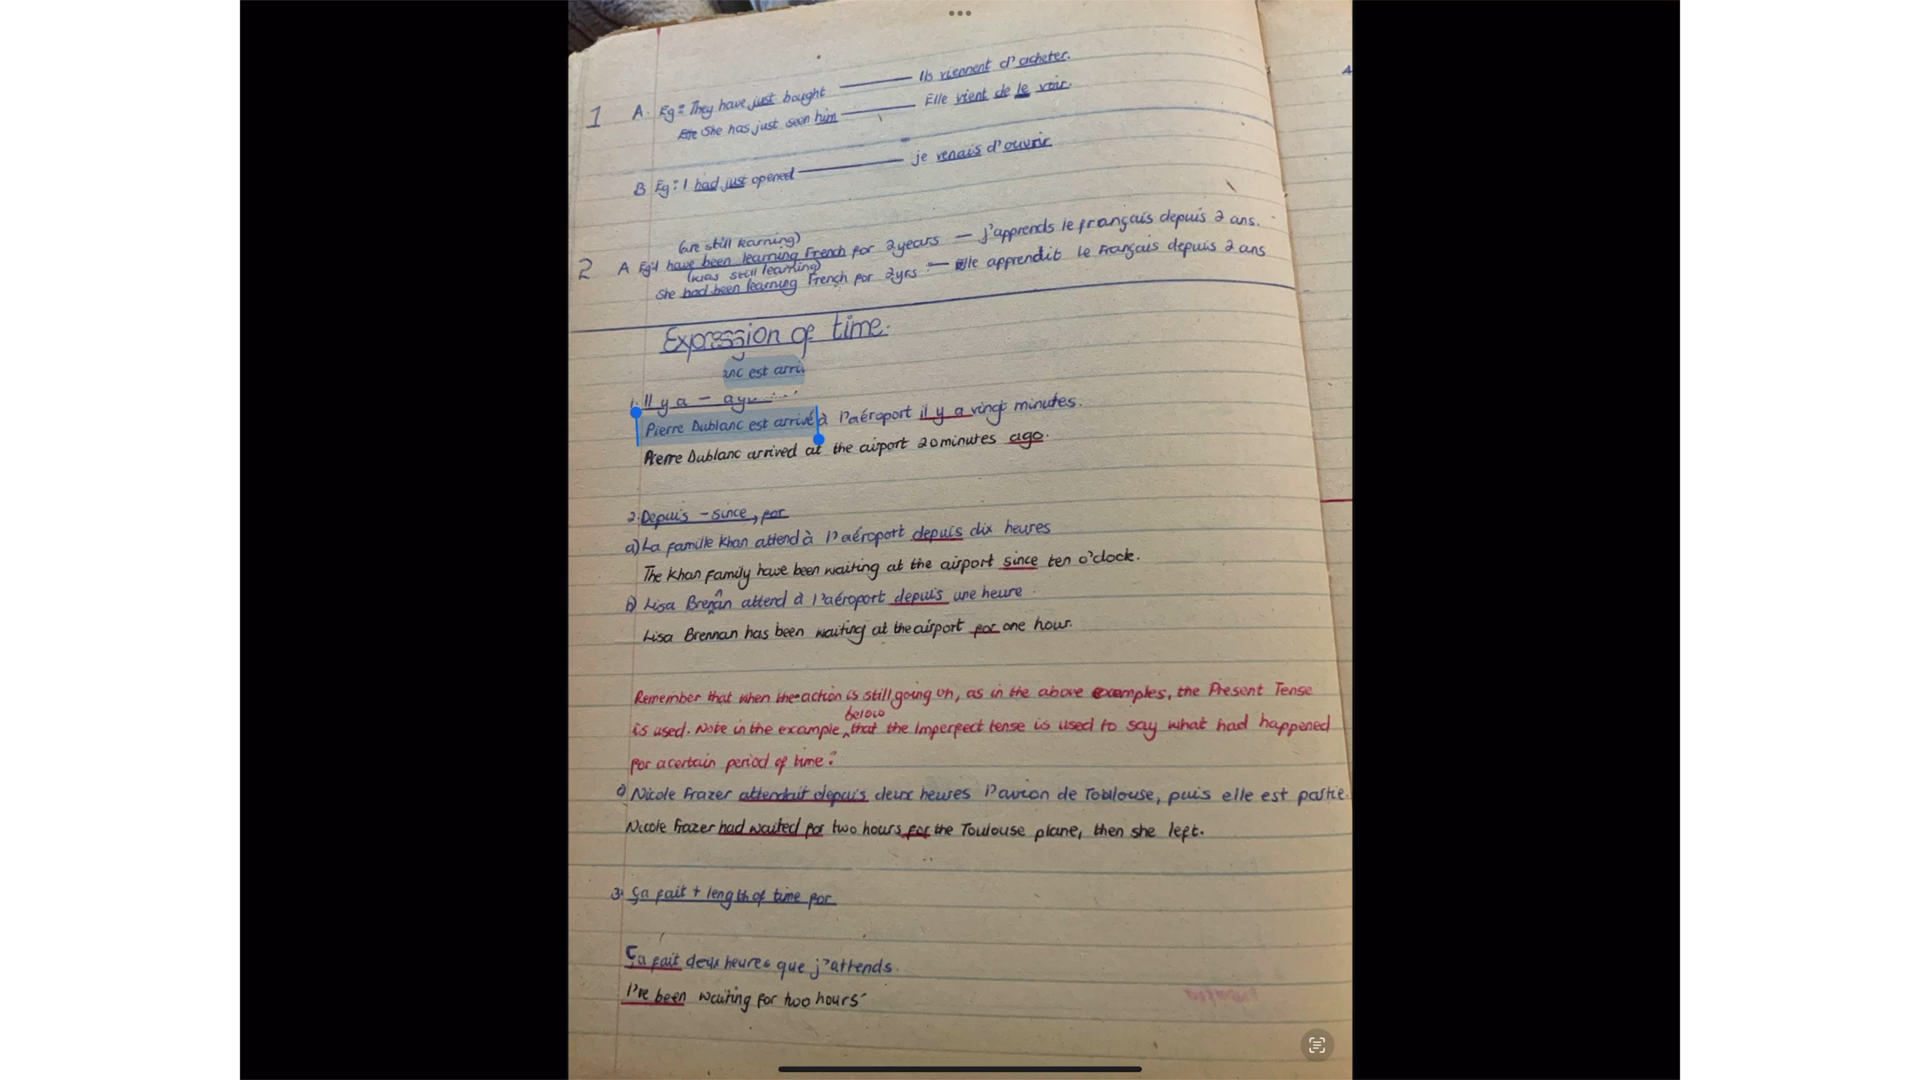 1 A. Eg: They have just bought — Ils viennent d'acheter.
She has just seen him — Elle vient de le voir.
B Eg: I had just opened — je venais d'ouvrir
(are still learning)
2 A Eg: I have been learning French for 2 years — j'apprends le français depuis 2 ans.
(was still learning)
She had been learning French for 2yrs — elle apprendit le français depuis 2 ans
Expression of time.
anc est arri
1. Il y a -
Pierre Dublanc est arrivé à l'aéroport il y a vingt minutes.
Pierre Dublanc arrived at the airport 20 minutes ago.
2. Depuis - since, for
a) La famille Khan attend à l'aéroport depuis dix heures
The Khan family have been waiting at the airport since ten o'clock.
b) Lisa Brenan attend à l'aéroport depuis une heure
Lisa Brennan has been waiting at the airport for one hour.
Remember that when the action is still going on, as in the above examples, the Present Tense
below
is used. Note in the example, that the Imperfect tense is used to say what had happened
for a certain period of time:
c) Nicole Frazer attendait depuis deux heures l'avion de Toulouse, puis elle est partie.
Nicole Frazer had waited for two hours for the Toulouse plane, then she left.
3. Ça fait + length of time for
Ça fait deux heures que j'attends.
I've been waiting for two hours